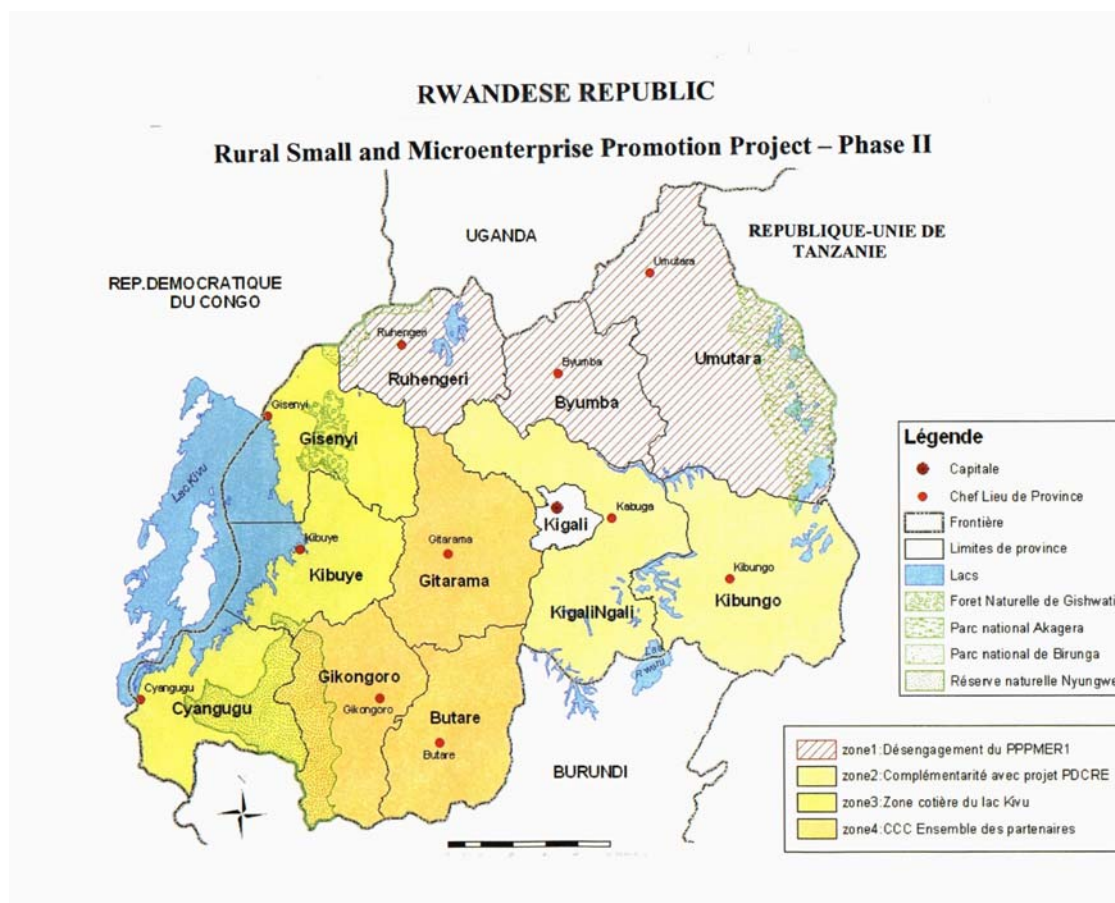 RWANDESE REPUBLIC
Rural Small and Microenterprise Promotion Project – Phase II
UGANDA
REPUBLIQUE-UNIE DE
TANZANIE
REP.DEMOCRATIQUE
DU CONGO
Umutara
Ruhengeri
Ruhengeri
Byumba
Byumba
Umutara
Gisenyi
Gisenyi
Lac Kivu
Kigali
Kabuga
Kibuye
Kibuye
Gitarama
Gitarama
Kibungo
Kibungo
KigaliNgali
Lac
Rweru
Cyangugu
Cyangugu
Gikongoro
Gikongoro
Butare
Butare
BURUNDI
Légende
Capitale
Chef Lieu de Province
Frontière
Limites de province
Lacs
Foret Naturelle de Gishwati
Parc national Akagera
Parc national de Birunga
Réserve naturelle Nyungwe
zone1:Désengagement du PPPMER1
zone2:Complémentarité avec projet PDCRE
zone3:Zone cotière du lac Kivu
zone4:CCC Ensemble des partenaires